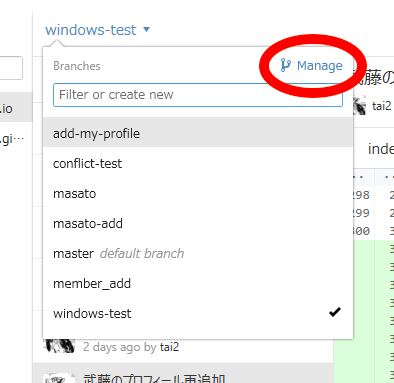 windows-test
Branches
Manage
武藤の
Filter or create new
tai2
.io
add-my-profile
.gi…
conflict-test
inde
masato
298
masato-add
299
300
master default branch
member_add
windows-test
2 days ago by tai2
武藤のプロフィール再追加